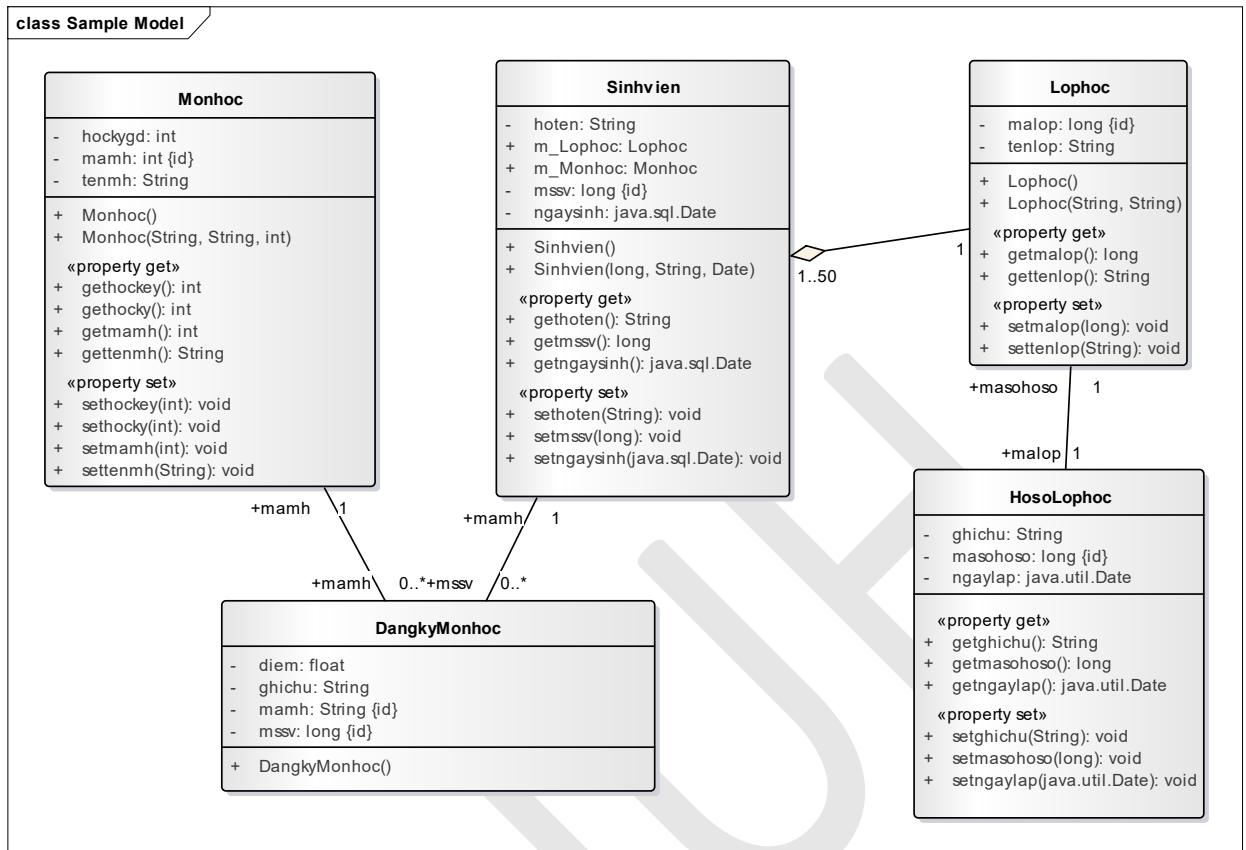 class Sample Model
Monhoc
- hockygd: int
- mamh: int {id}
- tenmh: String
+ Monhoc()
+ Monhoc(String, String, int)
«property get»
+ gethockey(): int
+ gethocky(): int
+ getmamh(): int
+ gettenmh(): String
«property set»
+ sethockey(int): void
+ sethocky(int): void
+ setmamh(int): void
+ settenmh(String): void
Sinhvien
- hoten: String
+ m_Lophoc: Lophoc
+ m_Monhoc: Monhoc
- mssv: long {id}
- ngaysinh: java.sql.Date
+ Sinhvien()
+ Sinhvien(long, String, Date)
«property get»
+ gethoten(): String
+ getmssv(): long
+ getngaysinh(): java.sql.Date
«property set»
+ sethoten(String): void
+ setmssv(long): void
+ setngaysinh(java.sql.Date): void
1..50
1
Lophoc
- malop: long {id}
- tenlop: String
+ Lophoc()
+ Lophoc(String, String)
«property get»
+ getmalop(): long
+ gettenlop(): String
«property set»
+ setmalop(long): void
+ settenlop(String): void
+masohoso 1
+malop 1
HosoLophoc
- ghichu: String
- masohoso: long {id}
- ngaylap: java.util.Date
«property get»
+ getghichu(): String
+ getmasohoso(): long
+ getngaylap(): java.util.Date
«property set»
+ setghichu(String): void
+ setmasohoso(long): void
+ setngaylap(java.util.Date): void
+mamh 1
+mamh 1
+mamh 0..*
+mssv 0..*
DangkyMonhoc
- diem: float
- ghichu: String
- mamh: String {id}
- mssv: long {id}
+ DangkyMonhoc()